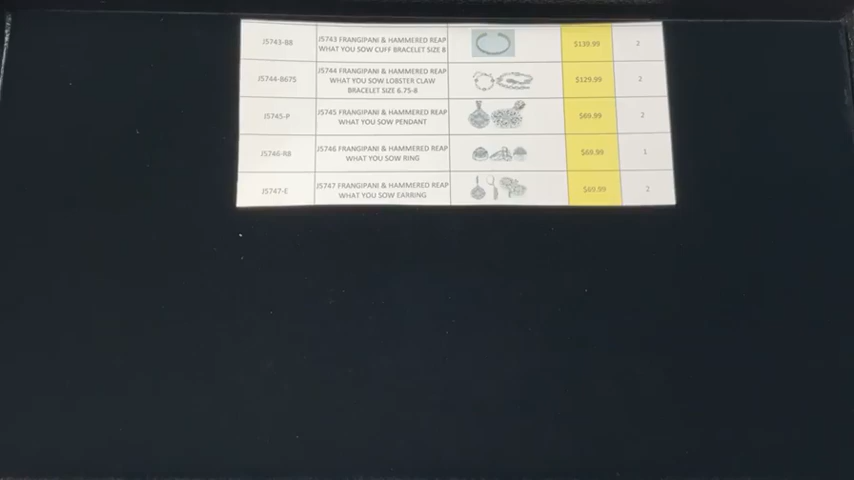 J5743-B8
J5743 FRANGIPANI & HAMMERED REAP
WHAT YOU SOW CUFF BRACELET SIZE 8
$139.99
2
J5744-B675
J5744 FRANGIPANI & HAMMERED REAP
WHAT YOU SOW LOBSTER CLAW
BRACELET SIZE 6.75-8
$129.99
2
J5745-P
J5745 FRANGIPANI & HAMMERED REAP
WHAT YOU SOW PENDANT
$69.99
2
J5746-R8
J5746 FRANGIPANI & HAMMERED REAP
WHAT YOU SOW RING
$69.99
1
J5747-E
J5747 FRANGIPANI & HAMMERED REAP
WHAT YOU SOW EARRING
$69.99
2